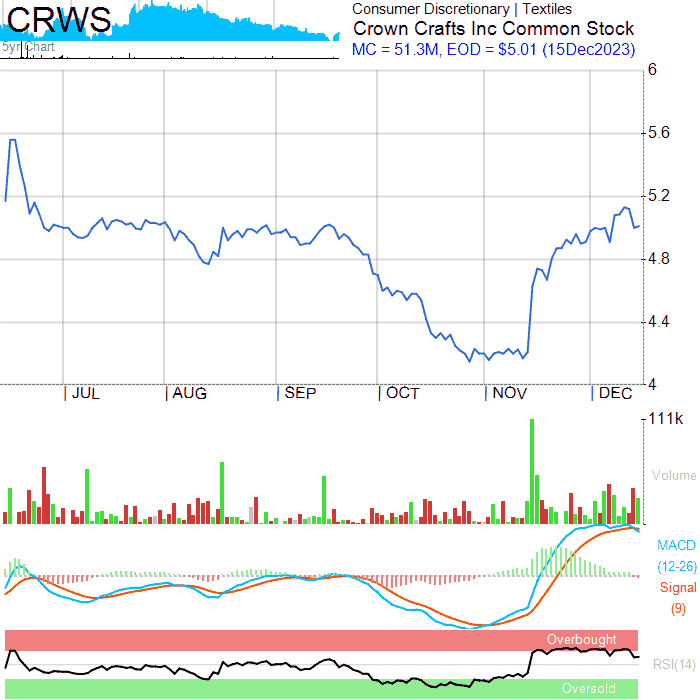 CRWS
5yr Chart
Consumer Discretionary | Textiles
Crown Crafts Inc Common Stock
MC = 51.3M, EOD = $5.01 (15Dec2023)
6
5.6
5.2
4.8
4.4
4
JUL
AUG
SEP
OCT
NOV
DEC
111k
Volume
MACD
(12-26)
Signal
(9)
Overbought
RSI(14)
Oversold